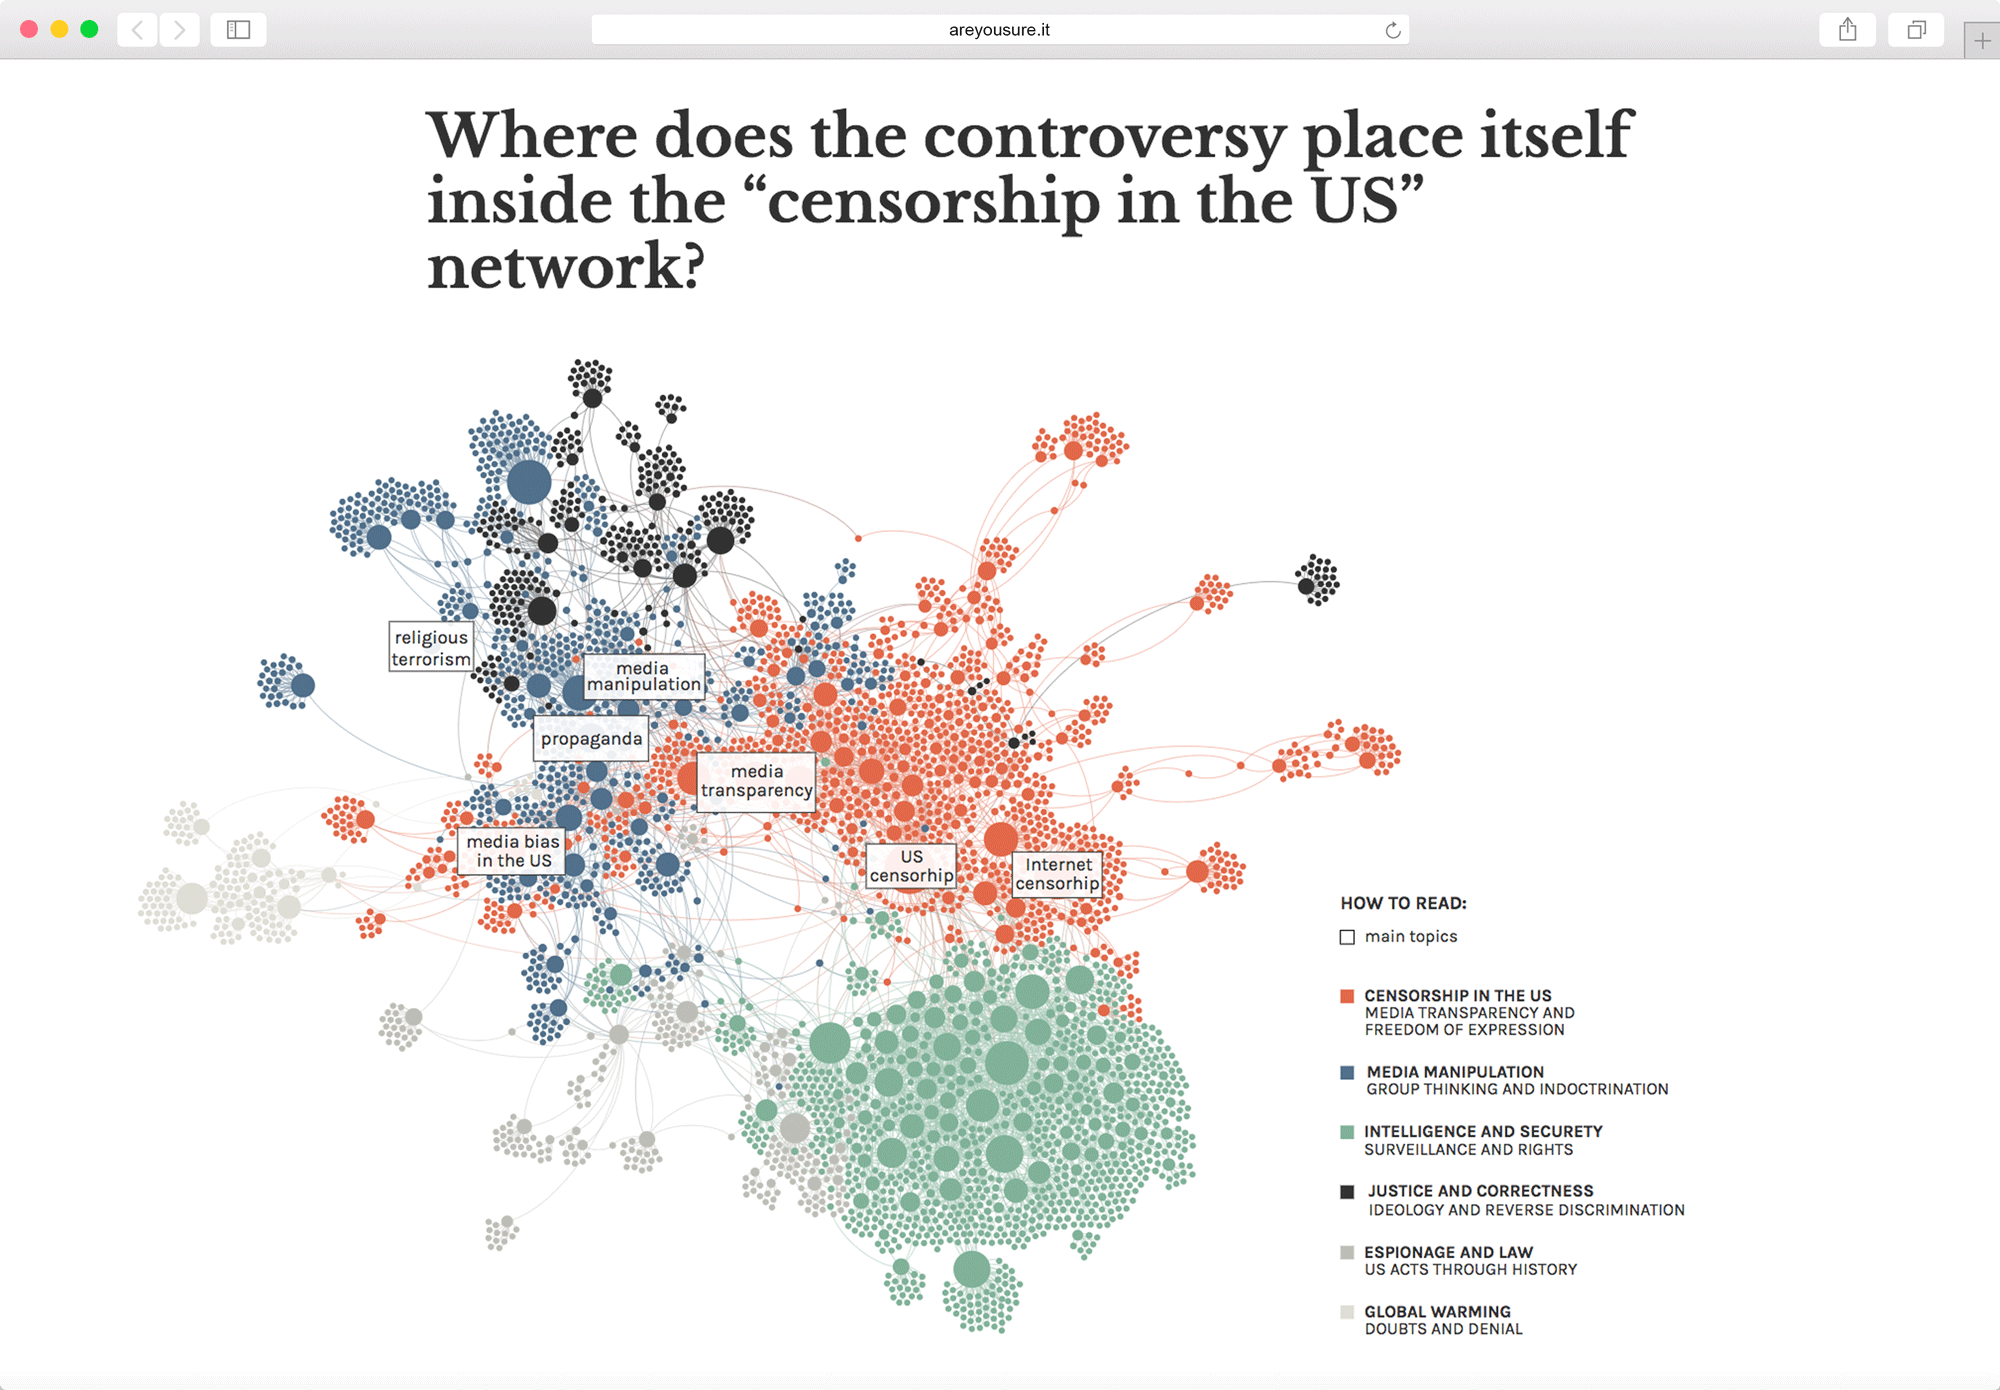 areyousure.it
Where does the controversy place itself
inside the “censorship in the US”
network?
religious
terrorism
media
manipulation
propaganda
media
transparency
media bias
in the US
US
censorhip
Internet
censorhip
HOW TO READ:
main topics
CENSORSHIP IN THE US
MEDIA TRANSPARENCY AND
FREEDOM OF EXPRESSION
MEDIA MANIPULATION
GROUP THINKING AND INDOCTRINATION
INTELLIGENCE AND SECURETY
SURVEILLANCE AND RIGHTS
JUSTICE AND CORRECTNESS
IDEOLOGY AND REVERSE DISCRIMINATION
ESPIONAGE AND LAW
US ACTS THROUGH HISTORY
GLOBAL WARMING
DOUBTS AND DENIAL